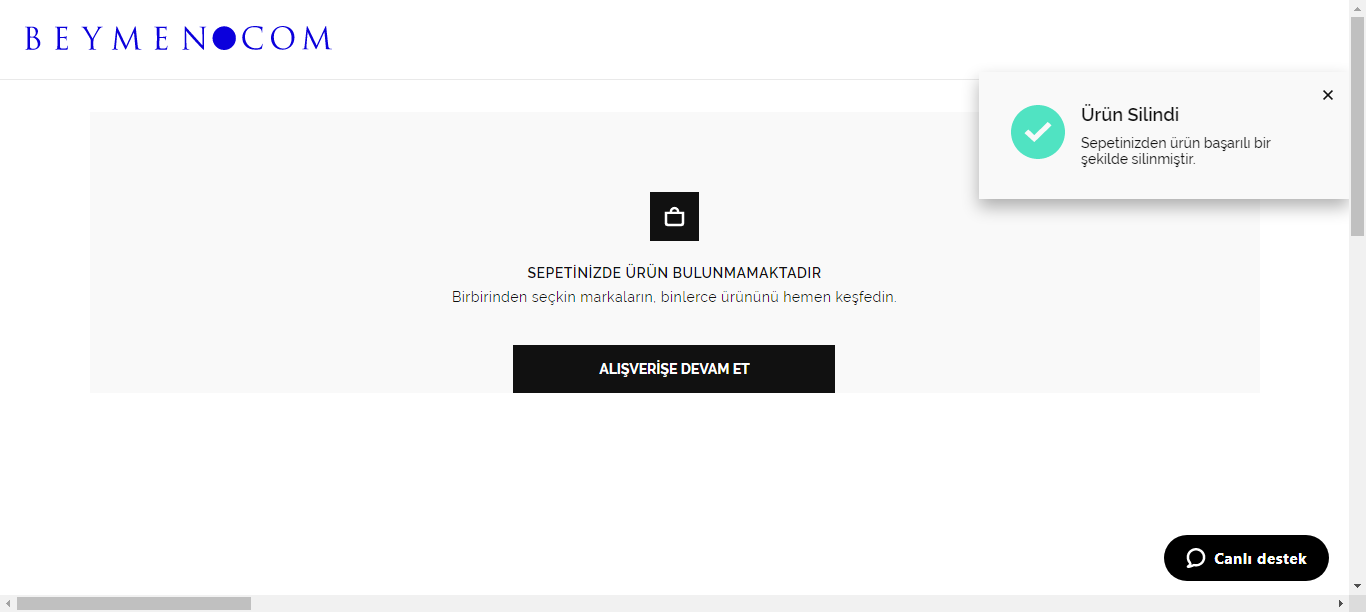 BEYMEN COM
Ürün Silindi
Sepetinizden ürün başarılı bir
şekilde silinmiştir.
SEPETİNİZDE ÜRÜN BULUNMAMAKTADIR
Birbirinden seçkin markaların, binlerce ürününü hemen keşfedin.
ALIŞVERİŞE DEVAM ET
Canlı destek